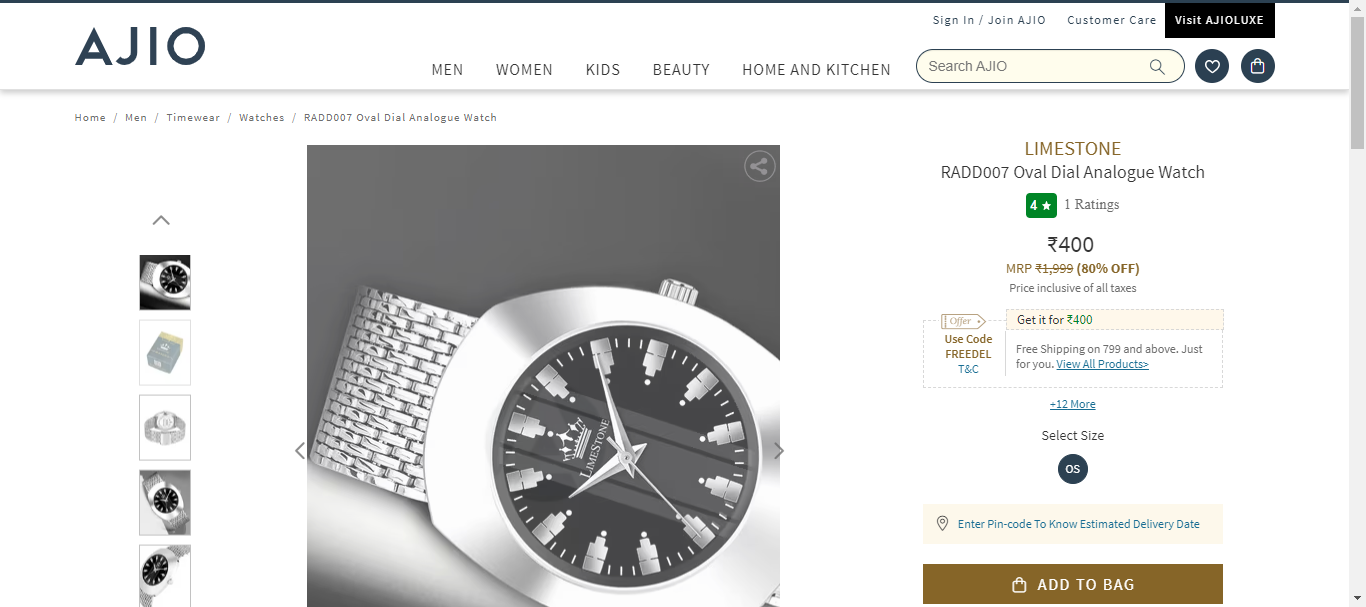 Sign In / Join AJIO
Customer Care
Visit AJIOLUXE
AJIO
MEN
WOMEN
KIDS
BEAUTY
HOME AND KITCHEN
Search AJIO
Home / Men / Timewear / Watches / RADD007 Oval Dial Analogue Watch
LIMESTONE
RADD007 Oval Dial Analogue Watch
4 ★ 1 Ratings
₹400
MRP ₹1,999 (80% OFF)
Price inclusive of all taxes
Offer
Get it for ₹400
Use Code
FREEDEL
T&C
Free Shipping on 799 and above. Just
for you. View All Products>
+12 More
Select Size
OS
Enter Pin-code To Know Estimated Delivery Date
ADD TO BAG
LIMESTONE